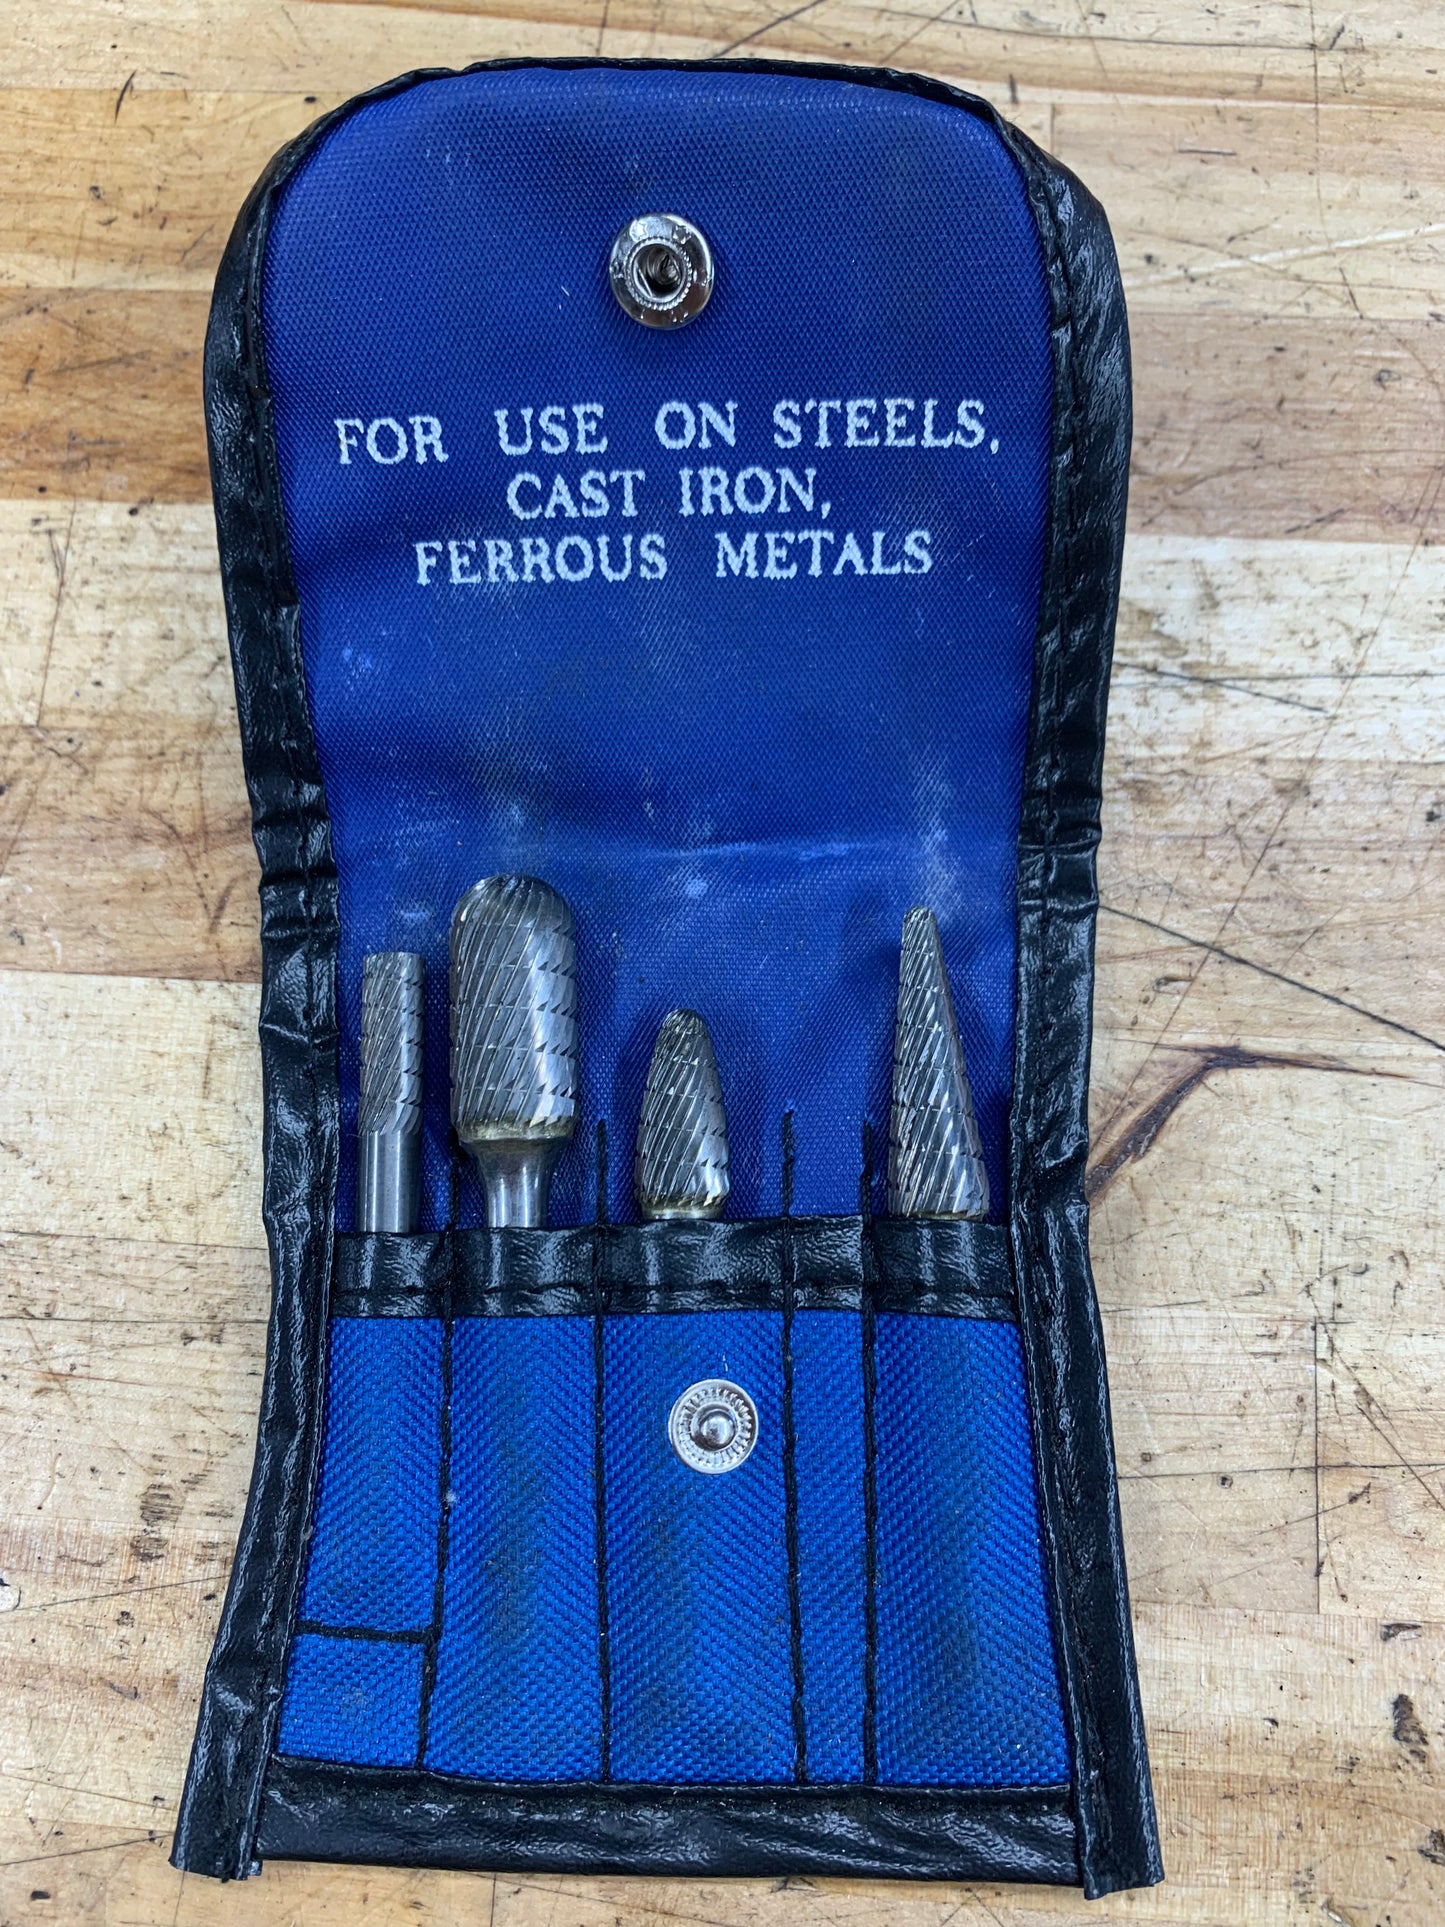 FOR USE ON STEELS,
CAST IRON,
FERROUS METALS